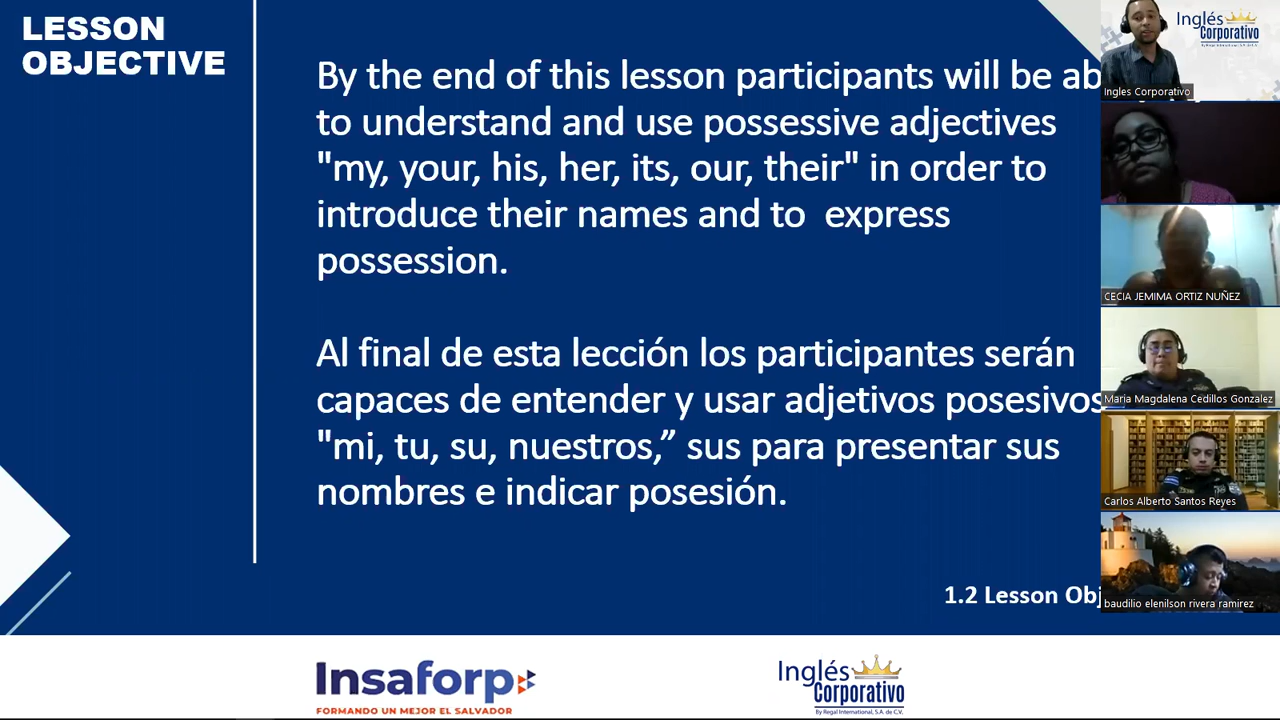 LESSON
OBJECTIVE
By the end of this lesson participants will be ab
to understand and use possessive adjectives
"my, your, his, her, its, our, their" in order to
introduce their names and to  express
possession.
Al final de esta lección los participantes serán
capaces de entender y usar adjetivos posesivos
"mi, tu, su, nuestros,” sus para presentar sus
nombres e indicar posesión.
1.2 Lesson Obj
Insaforp
FORMANDO UN MEJOR EL SALVADOR
Inglés
Corporativo
By Regal International, S.A. de C.V.
Inglés
Corporativo
By Regal International, S.A. de C.V.
Ingles Corporativo
CECIA JEMIMA ORTIZ NUÑEZ
Maria Magdalena Cedillos Gonzalez
Carlos Alberto Santos Reyes
baudilio elenilson rivera ramirez